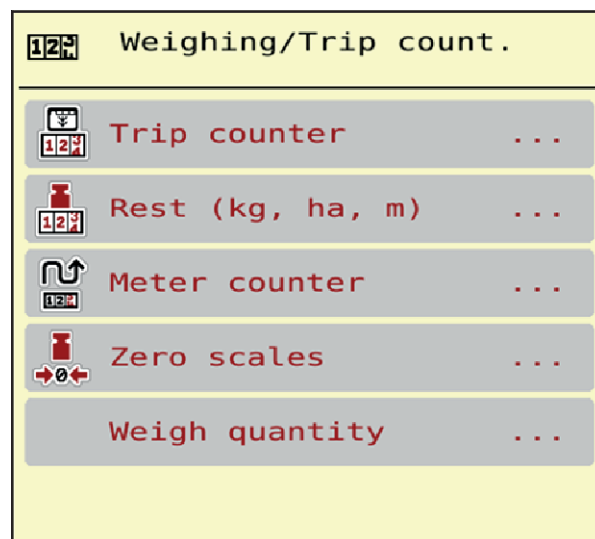 Weighing/Trip count.
Trip counter ...
Rest (kg, ha, m) ...
Meter counter ...
Zero scales ...
Weigh quantity ...